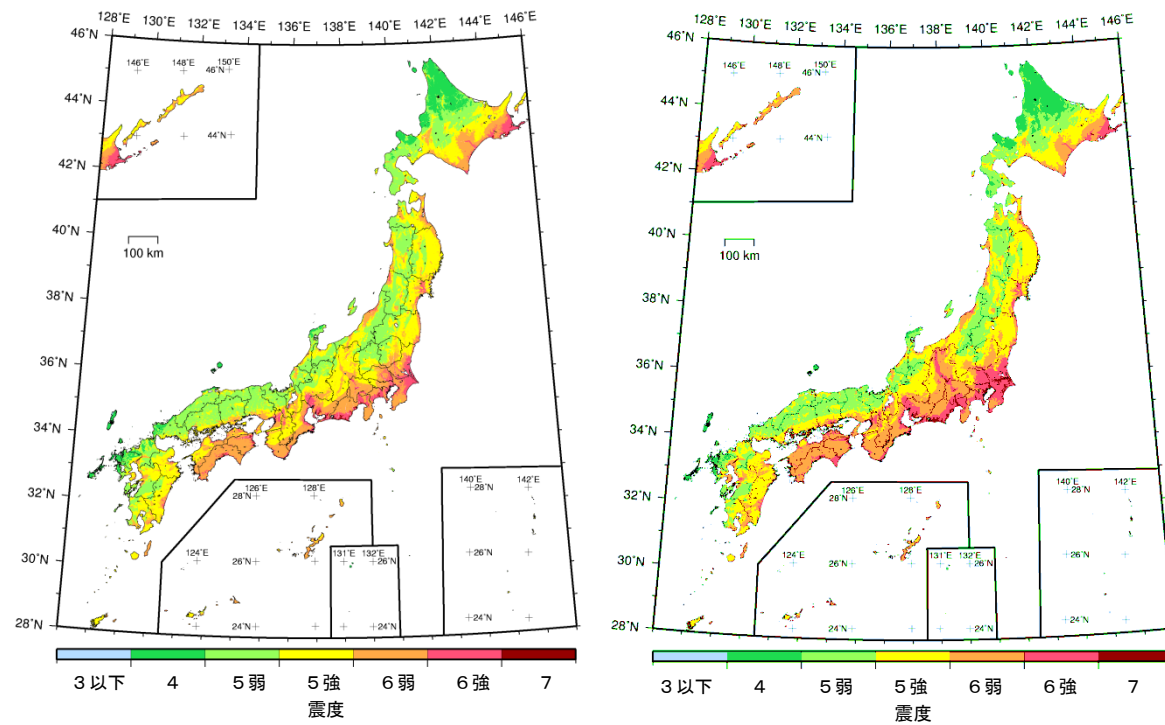 128°E 130°E 132°E 134°E 136°E 138°E 140°E 142°E 144°E 146°E
46°N
44°N
42°N
40°N
38°N
36°N
34°N
32°N
30°N
28°N
146°E 148°E 150°E
46°N
44°N
100 km
126°E 128°E
28°N
124°E
26°N
24°N
131°E 132°E
26°N
24°N
140°E 142°E
28°N
26°N
24°N
3以下 4 5弱 5強 6弱 6強 7
震度
128°E 130°E 132°E 134°E 136°E 138°E 140°E 142°E 144°E 146°E
46°N
44°N
42°N
40°N
38°N
36°N
34°N
32°N
30°N
28°N
146°E 148°E 150°E
46°N
44°N
100 km
126°E 128°E
28°N
124°E
26°N
24°N
131°E 132°E
26°N
24°N
140°E 142°E
28°N
26°N
24°N
3以下 4 5弱 5強 6弱 6強 7
震度